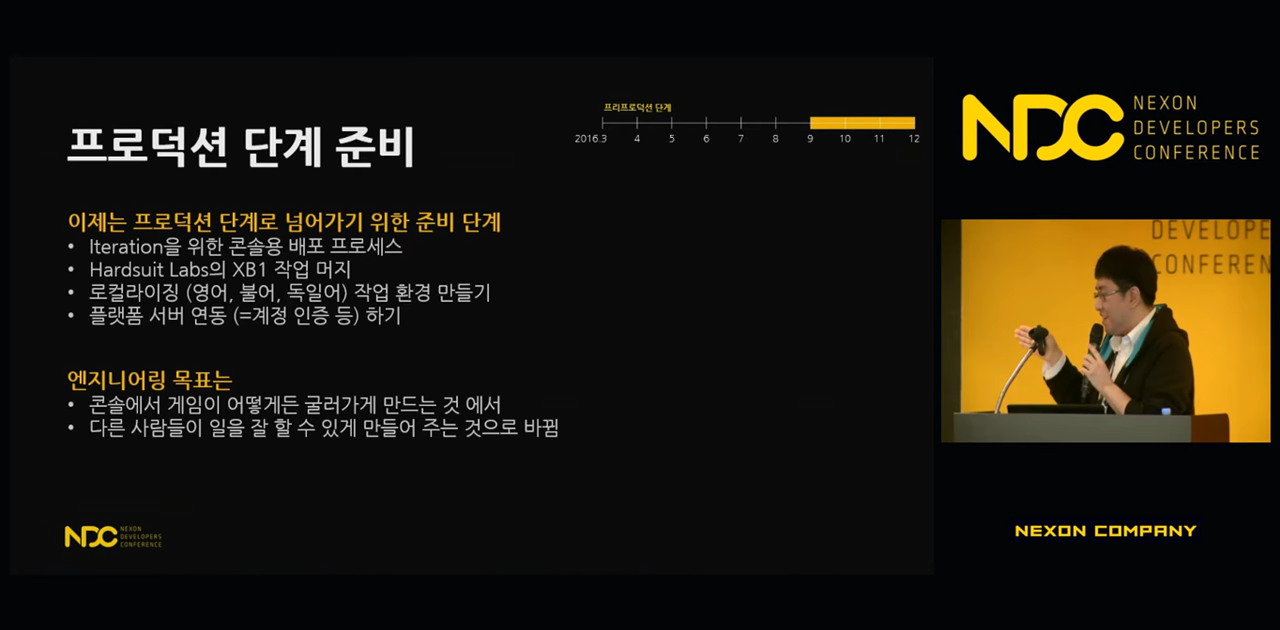 프리프로덕션 단계
2016.3 4 5 6 7 8 9 10 11 12
프로덕션 단계 준비
이제는 프로덕션 단계로 넘어가기 위한 준비 단계
• Iteration을 위한 콘솔용 배포 프로세스
• Hardsuit Labs의 XB1 작업 머지
• 로컬라이징 (영어, 불어, 독일어) 작업 환경 만들기
• 플랫폼 서버 연동 (=계정 인증 등) 하기
엔지니어링 목표는
• 콘솔에서 게임이 어떻게든 굴러가게 만드는 것 에서
• 다른 사람들이 일을 잘 할 수 있게 만들어 주는 것으로 바뀜
NDC
NEXON
DEVELOPERS
CONFERENCE
NDC
NEXON
DEVELOPERS
CONFERENCE
DEVELOPE
CONFEREN
NEXON COMPANY